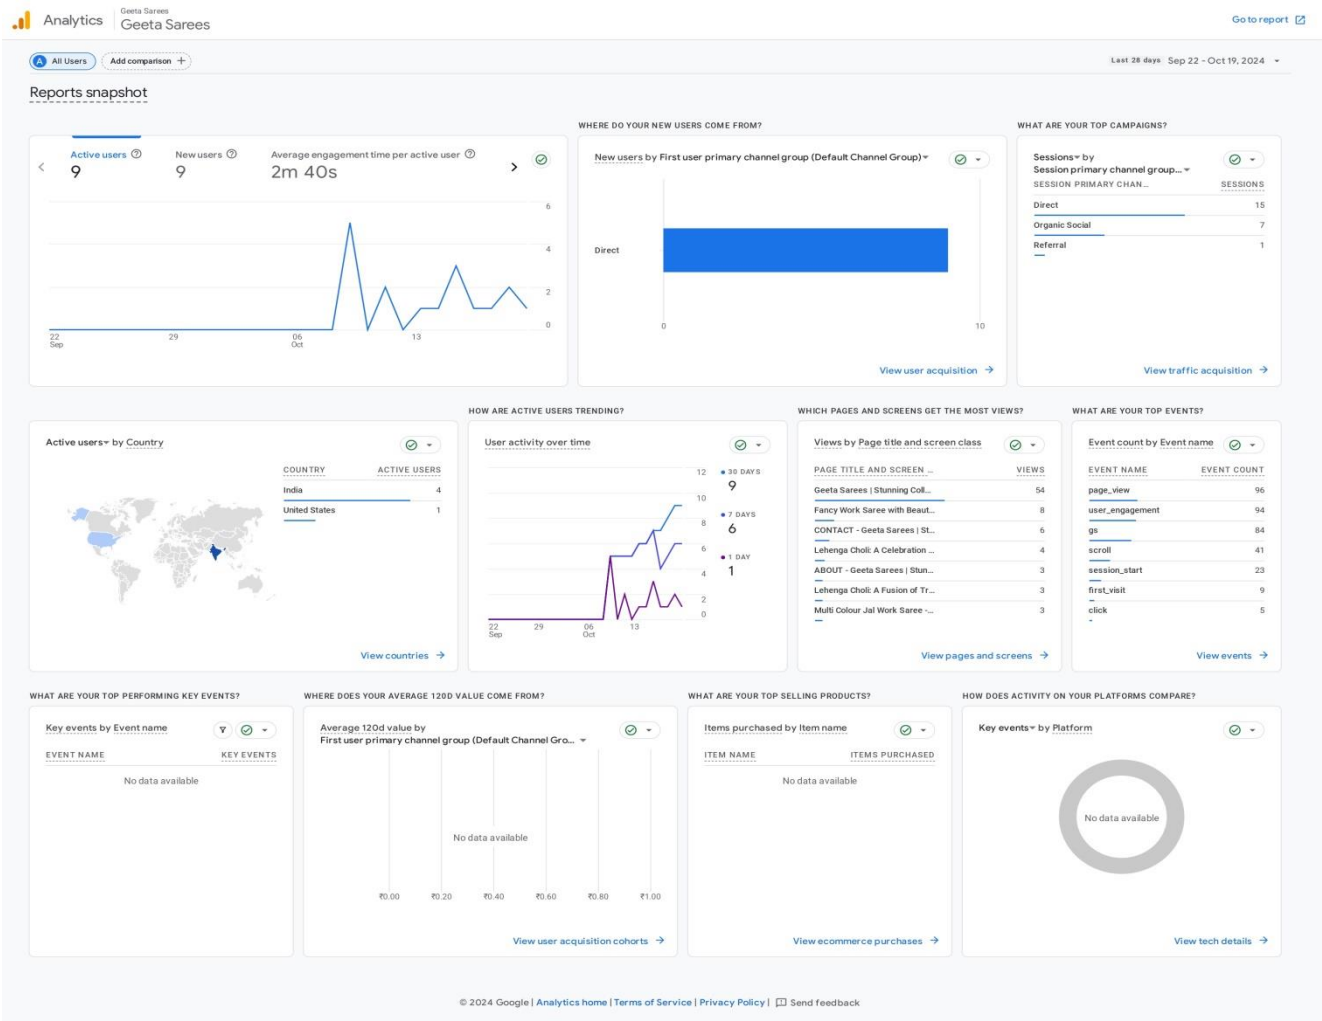 Analytics
Geeta Sarees
Geeta Sarees
Go to report
A All Users
Add comparison +
Last 28 days Sep 22 - Oct 19, 2024
Reports snapshot
Active users
9
New users
9
Average engagement time per active user
2m 40s
6
4
2
0
22
Sep
29
06
Oct
13
WHERE DO YOUR NEW USERS COME FROM?
New users by First user primary channel group (Default Channel Group)
Direct
0
10
View user acquisition
WHAT ARE YOUR TOP CAMPAIGNS?
Sessions by
Session primary channel group...
SESSION PRIMARY CHAN... SESSIONS
Direct 15
Organic Social 7
Referral 1
View traffic acquisition
Active users by Country
COUNTRY ACTIVE USERS
India 4
United States 1
View countries
HOW ARE ACTIVE USERS TRENDING?
User activity over time
12
10
8
6
4
2
0
22
Sep
29
06
Oct
13
30 DAYS
9
7 DAYS
6
1 DAY
1
WHICH PAGES AND SCREENS GET THE MOST VIEWS?
Views by Page title and screen class
PAGE TITLE AND SCREEN ... VIEWS
Geeta Sarees | Stunning Coll... 54
Fancy Work Saree with Beaut... 8
CONTACT - Geeta Sarees | St... 6
Lehenga Choli: A Celebration ... 4
ABOUT - Geeta Sarees | Stun... 3
Lehenga Choli: A Fusion of Tr... 3
Multi Colour Jal Work Saree -... 3
View pages and screens
WHAT ARE YOUR TOP EVENTS?
Event count by Event name
EVENT NAME EVENT COUNT
page_view 96
user_engagement 94
gs 84
scroll 41
session_start 23
first_visit 9
click 5
View events
WHAT ARE YOUR TOP PERFORMING KEY EVENTS?
Key events by Event name
EVENT NAME KEY EVENTS
No data available
WHERE DOES YOUR AVERAGE 120D VALUE COME FROM?
Average 120d value by
First user primary channel group (Default Channel Gro...
No data available
₹0.00 ₹0.20 ₹0.40 ₹0.60 ₹0.80 ₹1.00
View user acquisition cohorts
WHAT ARE YOUR TOP SELLING PRODUCTS?
Items purchased by Item name
ITEM NAME ITEMS PURCHASED
No data available
View ecommerce purchases
HOW DOES ACTIVITY ON YOUR PLATFORMS COMPARE?
Key events by Platform
No data available
View tech details
© 2024 Google | Analytics home | Terms of Service | Privacy Policy | Send feedback